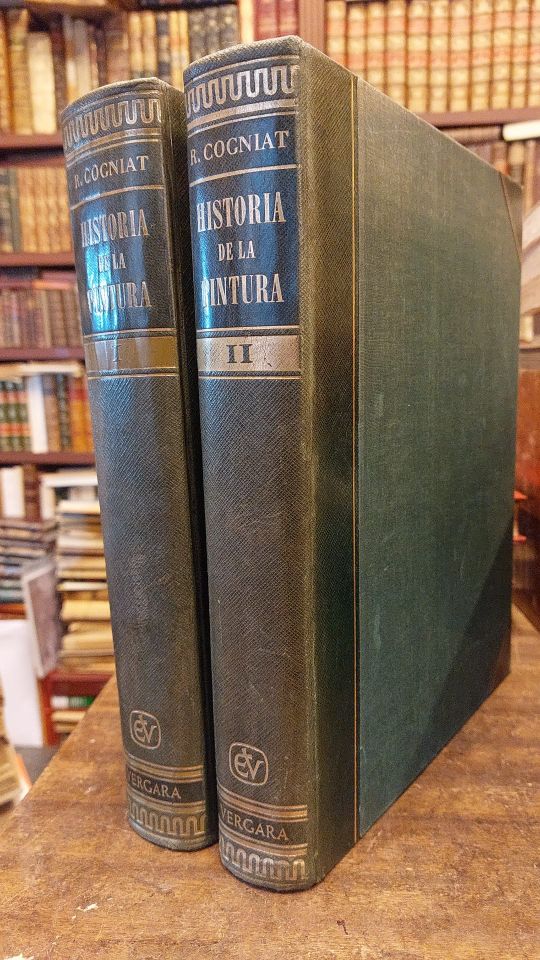 R. COGNIAT
HISTORIA
DE LA
PINTURA
I
EV
VERGARA
R. COGNIAT
HISTORIA
DE LA
PINTURA
II
EV
VERGARA